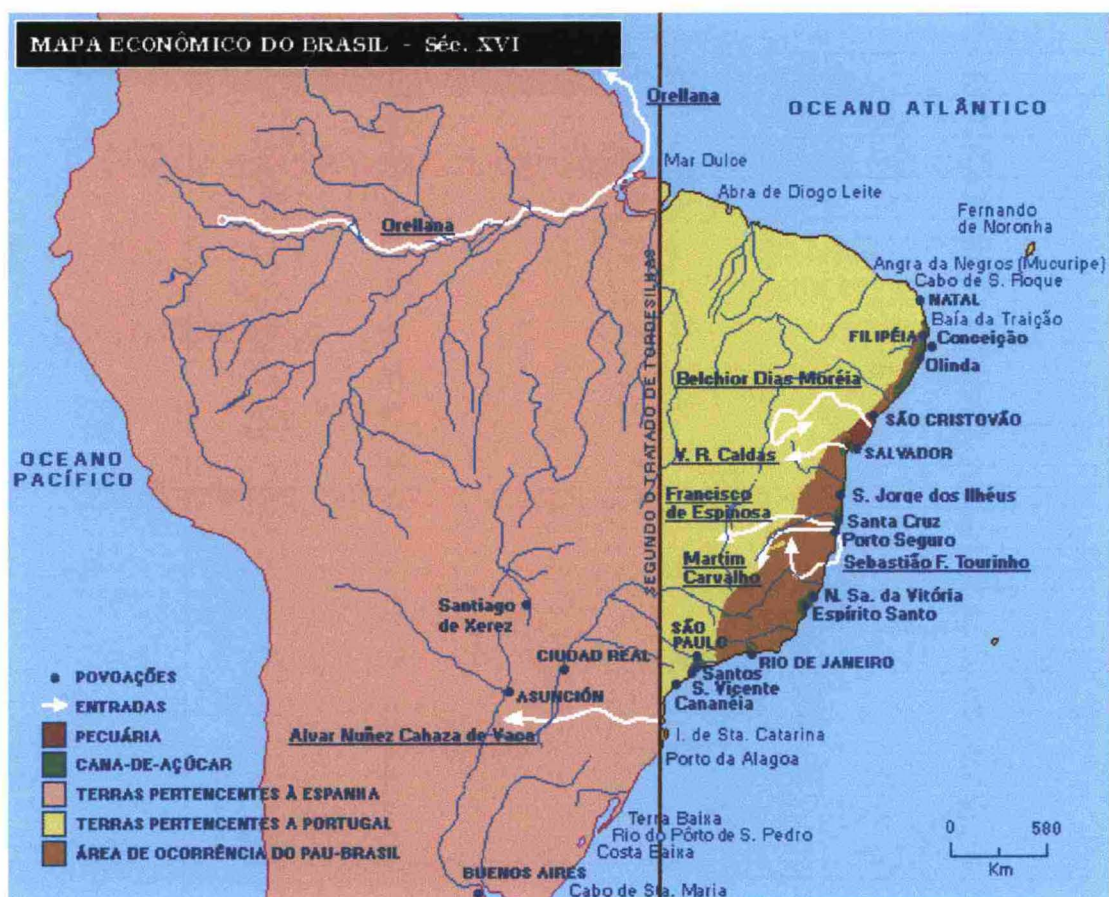 MAPA ECONÔMICO DO BRASIL - Séc. XVI
Orellana
OCEANO ATLÂNTICO
Mar Dulce
Abra de Diogo Leite
Orellana
Fernando
de Noronha
Angra da Negros (Mucuripe)
Cabo de S. Roque
NATAL
Baía da Traição
FILIPÉIA
Conceição
Olinda
SEGUNDO O TRATADO DE TORDESILHAS
Belchior Dias Moréia
SÃO CRISTOVÃO
V. R. Caldas
SALVADOR
OCEANO
PACÍFICO
Francisco
de Espinosa
S. Jorge dos Ilhéus
Santa Cruz
Porto Seguro
Martim
Carvalho
Sebastião F. Tourinho
Santiago
de Xerez
N. Sa. da Vitória
Espírito Santo
SÃO
PAULO
CIUDAD REAL
RIO DE JANEIRO
Santos
S. Vicente
Cananéia
ASUNCIÓN
Alvar Nuñez Cahaza de Vaca
I. de Sta. Catarina
Porto da Alagoa
POVOAÇÕES
ENTRADAS
PECUÁRIA
CANA-DE-AÇÚCAR
TERRAS PERTENCENTES À ESPANHA
TERRAS PERTENCENTES A PORTUGAL
ÁREA DE OCORRÊNCIA DO PAU-BRASIL
Terra Baixa
Rio do Pôrto de S. Pedro
Costa Baixa
BUENOS AIRES
Cabo de Sta. Maria
0 580
Km